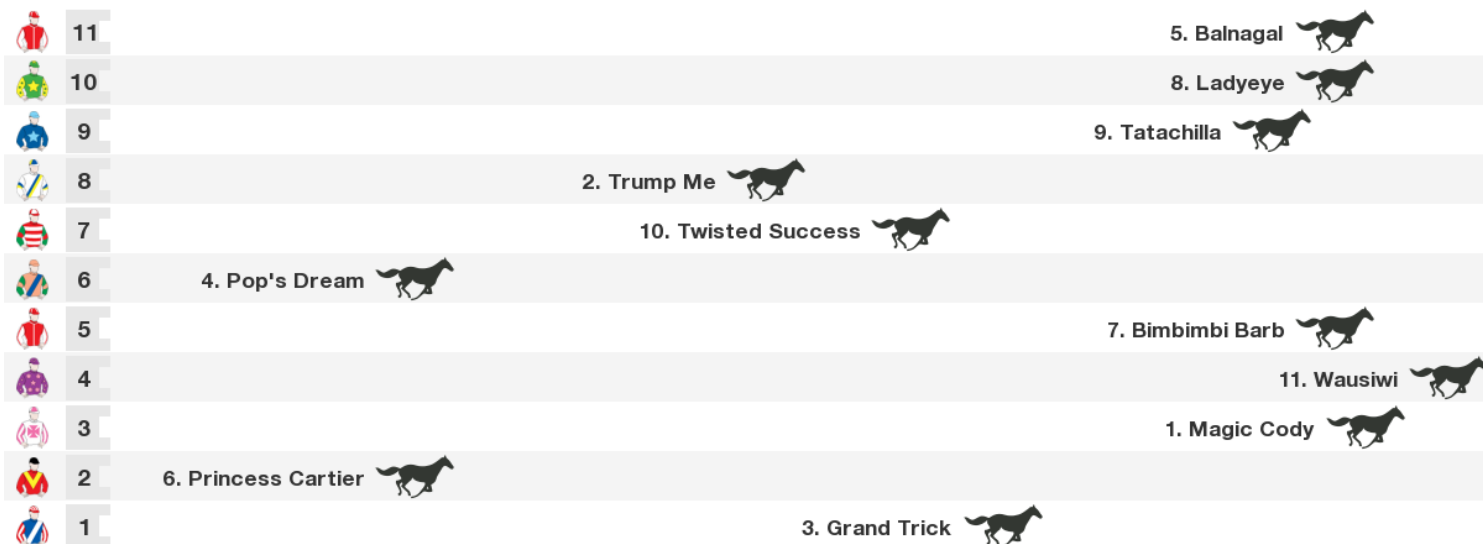 11 5. Balnagal
10 8. Ladyeye
9 9. Tatachilla
8 2. Trump Me
7 10. Twisted Success
6 4. Pop's Dream
5 7. Bimbimbi Barb
4 11. Wausiwi
3 1. Magic Cody
2 6. Princess Cartier
1 3. Grand Trick